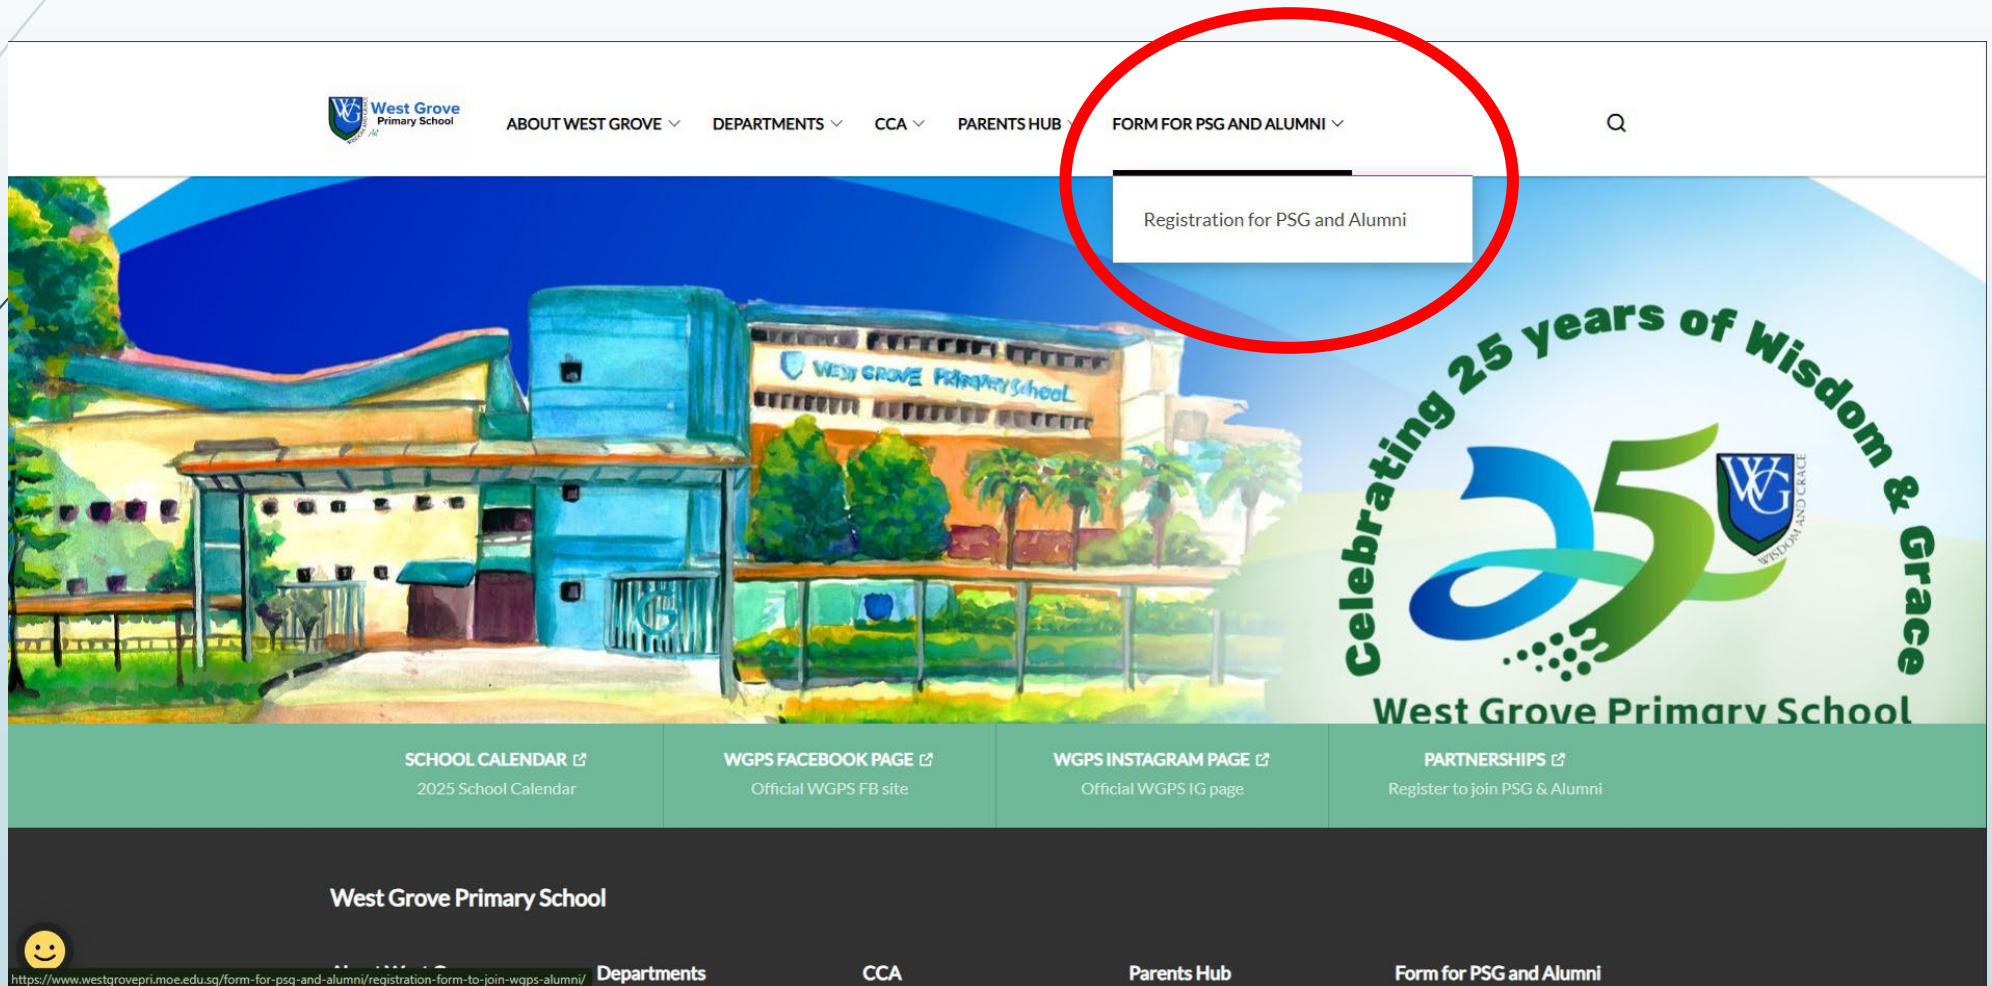 West Grove
Primary School
ABOUT WEST GROVE
DEPARTMENTS
CCA
PARENTS HUB
FORM FOR PSG AND ALUMNI
Registration for PSG and Alumni
WEST GROVE PRIMARY SCHOOL
Celebrating 25 years of Wisdom & Grace
25
WG
WISDOM AND GRACE
West Grove Primary School
SCHOOL CALENDAR
2025 School Calendar
WGPS FACEBOOK PAGE
Official WGPS FB site
WGPS INSTAGRAM PAGE
Official WGPS IG page
PARTNERSHIPS
Register to join PSG & Alumni
West Grove Primary School
Departments
CCA
Parents Hub
Form for PSG and Alumni
https://www.westgrovepri.moe.edu.sg/form-for-psg-and-alumni/registration-form-to-join-wgps-alumni/